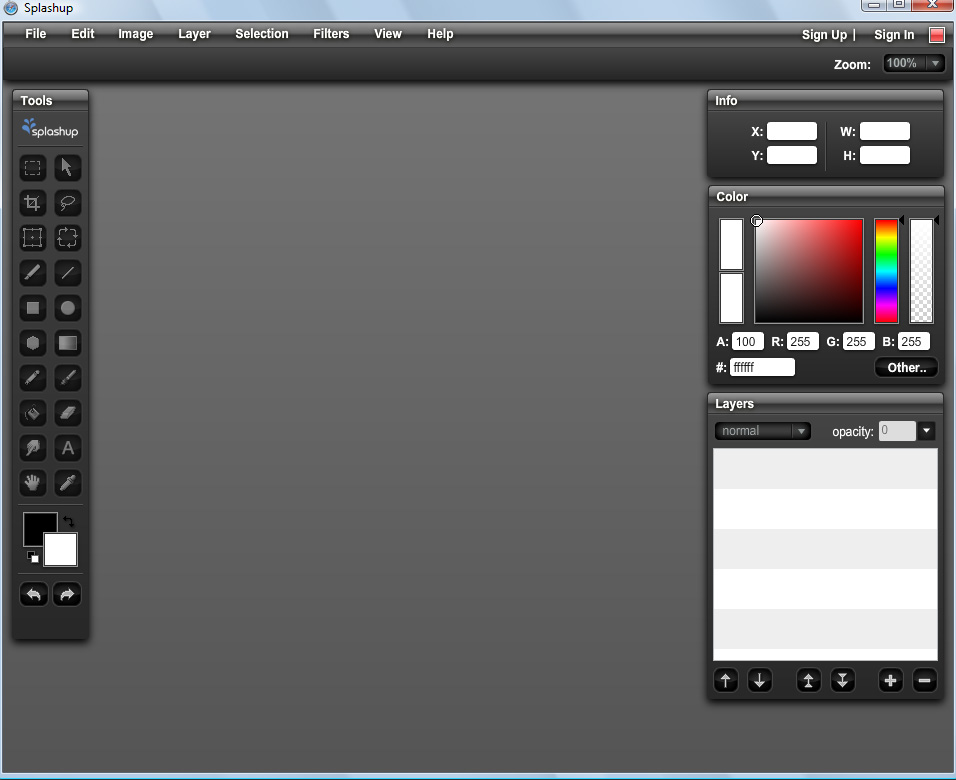 Splashup
File Edit Image Layer Selection Filters View Help Sign Up | Sign In
Zoom: 100%
Tools
splashup
A
Info
X: W:
Y: H:
Color
A: 100 R: 255 G: 255 B: 255
#: ffffff Other..
Layers
normal opacity: 0